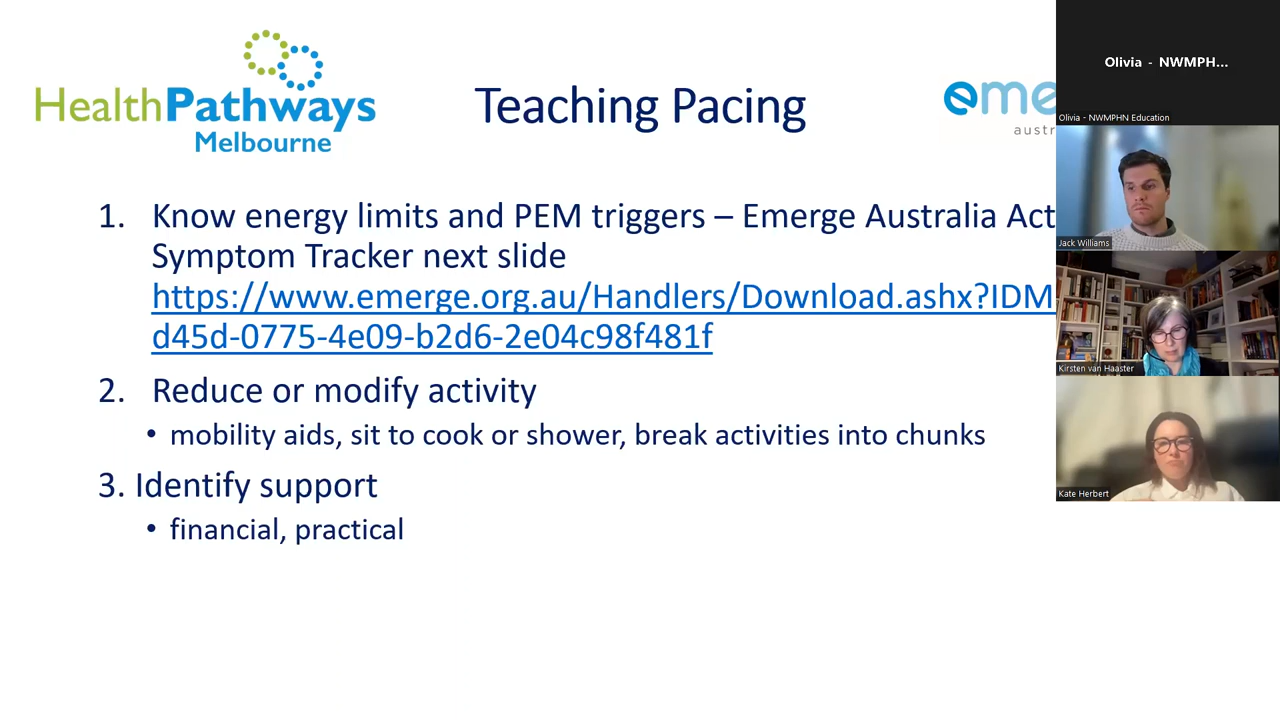 HealthPathways
Melbourne
Teaching Pacing
eme
austr
1. Know energy limits and PEM triggers – Emerge Australia Act
Symptom Tracker next slide
https://www.emerge.org.au/Handlers/Download.ashx?IDM
d45d-0775-4e09-b2d6-2e04c98f481f
2. Reduce or modify activity
• mobility aids, sit to cook or shower, break activities into chunks
3. Identify support
• financial, practical
Olivia - NWMPH...
Olivia - NWMPHN Education
Jack Williams
Kirsten van Haaster
Kate Herbert